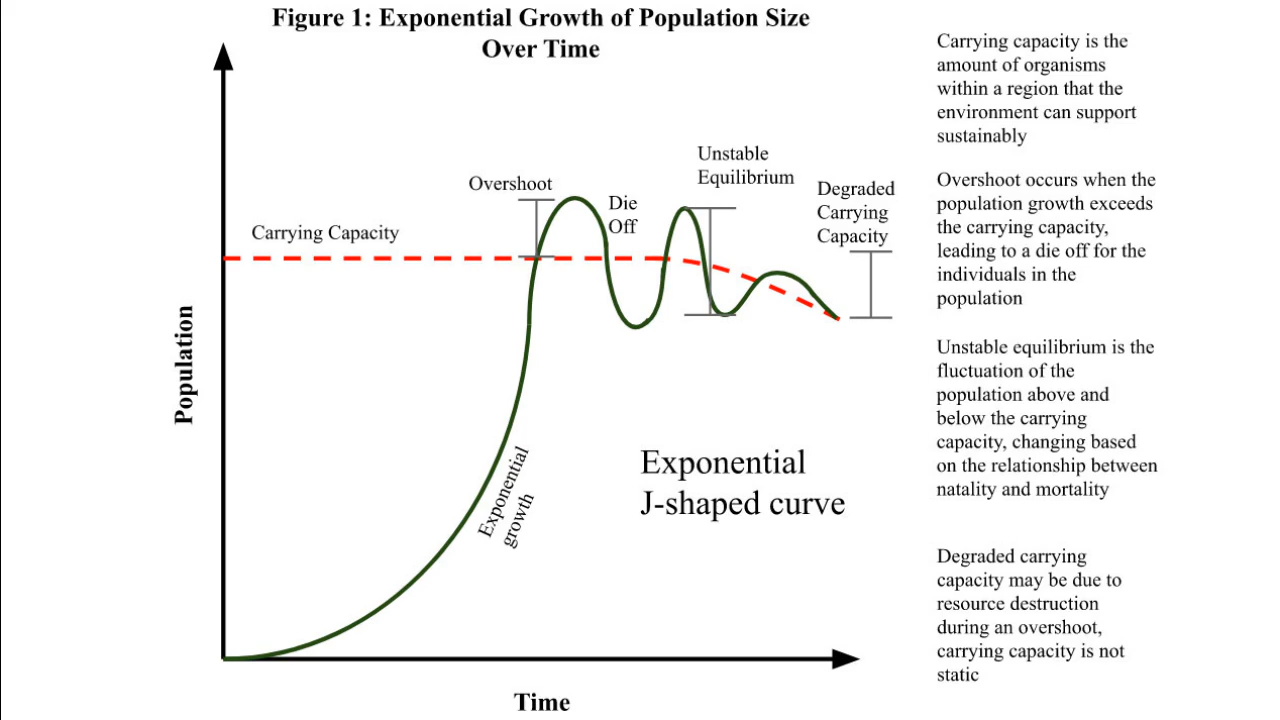 Figure 1: Exponential Growth of Population Size
Over Time
Carrying Capacity
Overshoot
Die
Off
Unstable
Equilibrium
Degraded
Carrying
Capacity
Population
Exponential
growth
Exponential
J-shaped curve
Time
Carrying capacity is the
amount of organisms
within a region that the
environment can support
sustainably
Overshoot occurs when the
population growth exceeds
the carrying capacity,
leading to a die off for the
individuals in the
population
Unstable equilibrium is the
fluctuation of the
population above and
below the carrying
capacity, changing based
on the relationship between
natality and mortality
Degraded carrying
capacity may be due to
resource destruction
during an overshoot,
carrying capacity is not
static